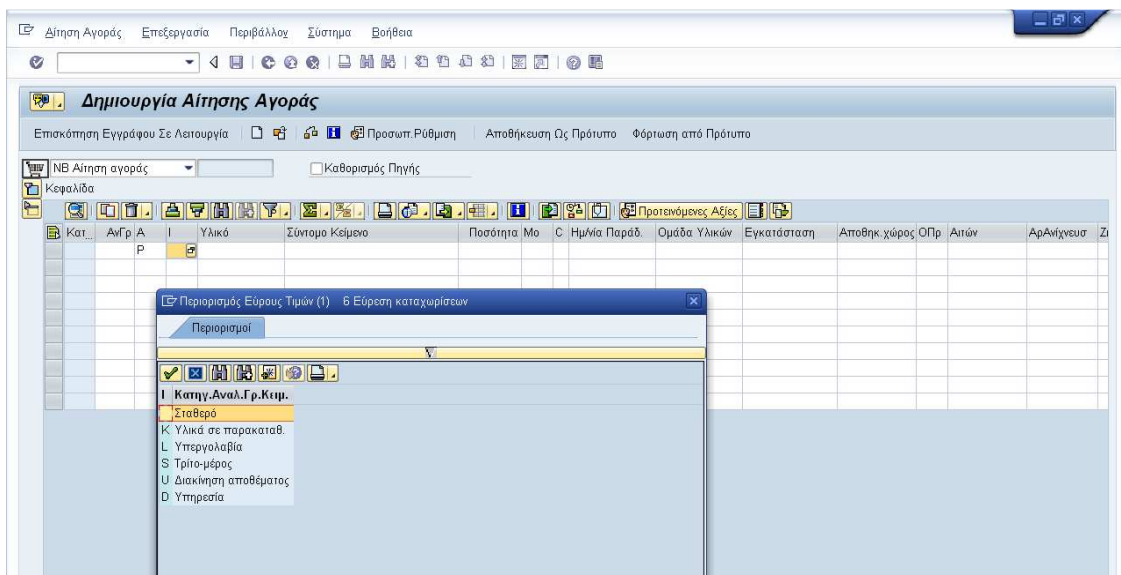 Αίτηση Αγοράς Επεξεργασία Περιβάλλον Σύστημα Βοήθεια
Δημιουργία Αίτησης Αγοράς
Επισκόπηση Εγγράφου Σε Λειτουργία Προσωπ.Ρύθμιση Αποθήκευση Ως Πρότυπο Φόρτωση από Πρότυπο
NB Αίτηση αγοράς Καθορισμός Πηγής
Κεφαλίδα
Προτεινόμενες Αξίες
Κατ... ΑνΓρ Α Ι Υλικό Σύντομο Κείμενο Ποσότητα Μο C Ημ/νία Παράδ. Ομάδα Υλικών Εγκατάσταση Αποθηκ.χώρος ΟΠρ Αιτών ΑρΑνίχνευσ Ζη
P
Περιορισμός Εύρους Τιμών (1) 6 Εύρεση καταχωρίσεων
Περιορισμοί
Ι Κατηγ.Αναλ.Γρ.Κειμ.
Σταθερό
K Υλικά σε παρακαταθ.
L Υπεργολαβία
S Τρίτο-μέρος
U Διακίνηση αποθέματος
D Υπηρεσία